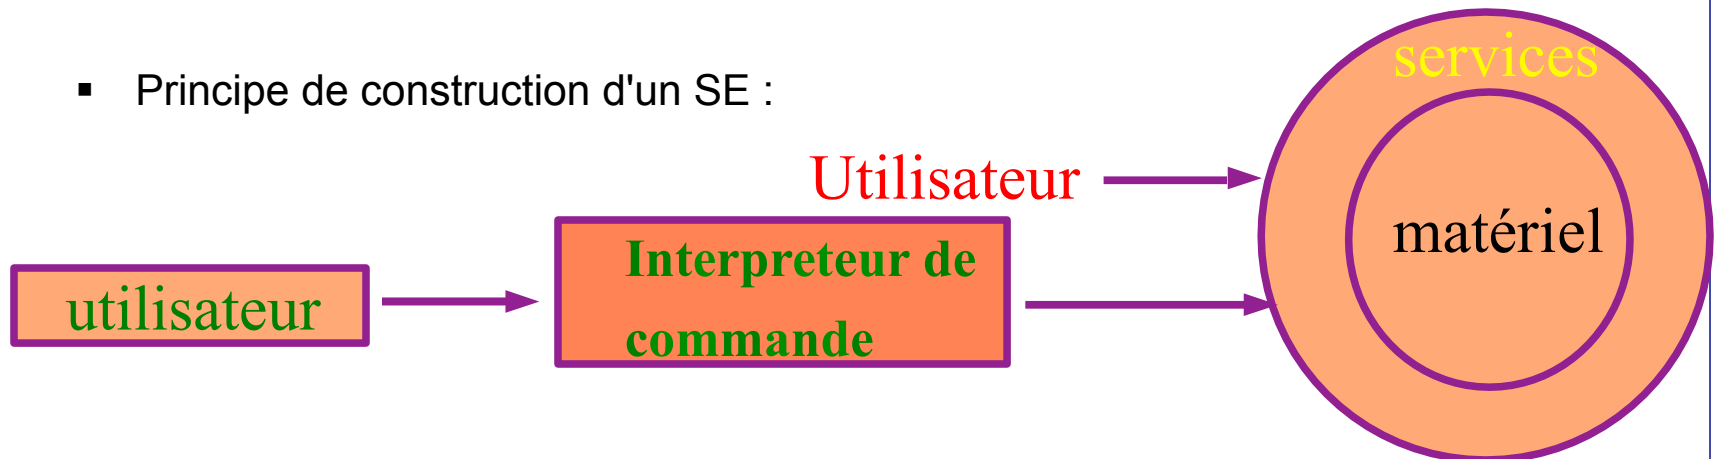 services
▪ Principe de construction d'un SE :
Utilisateur
matériel
Interpreteur de
commande
utilisateur